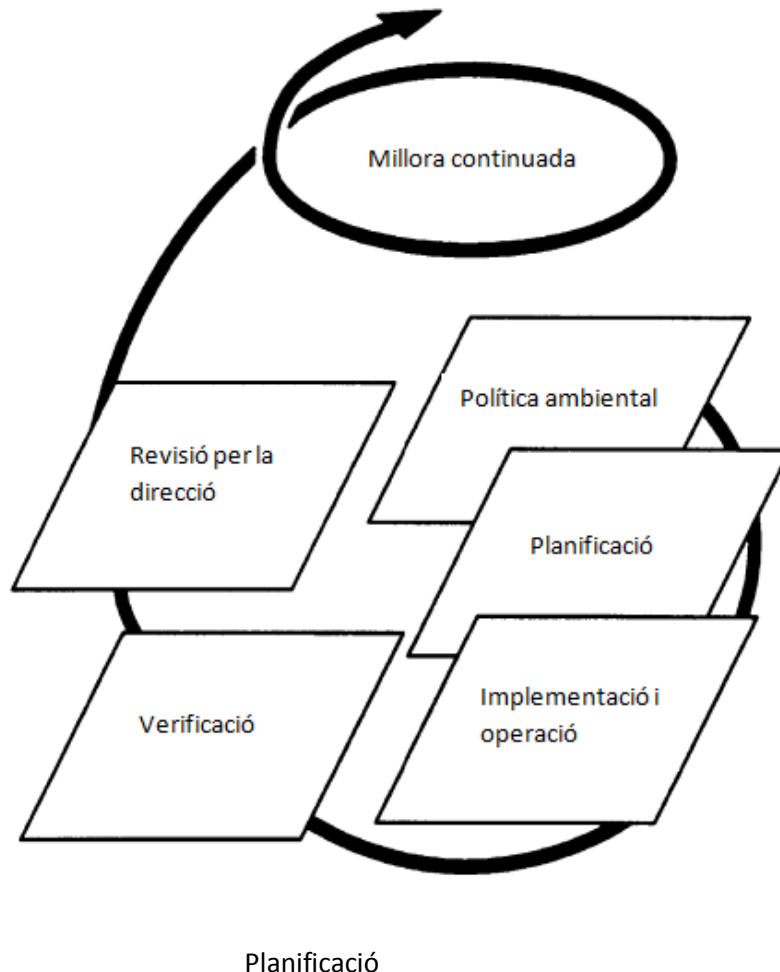 Millora continuada
Política ambiental
Revisió per la
direcció
Planificació
Implementació i
operació
Verificació
Planificació